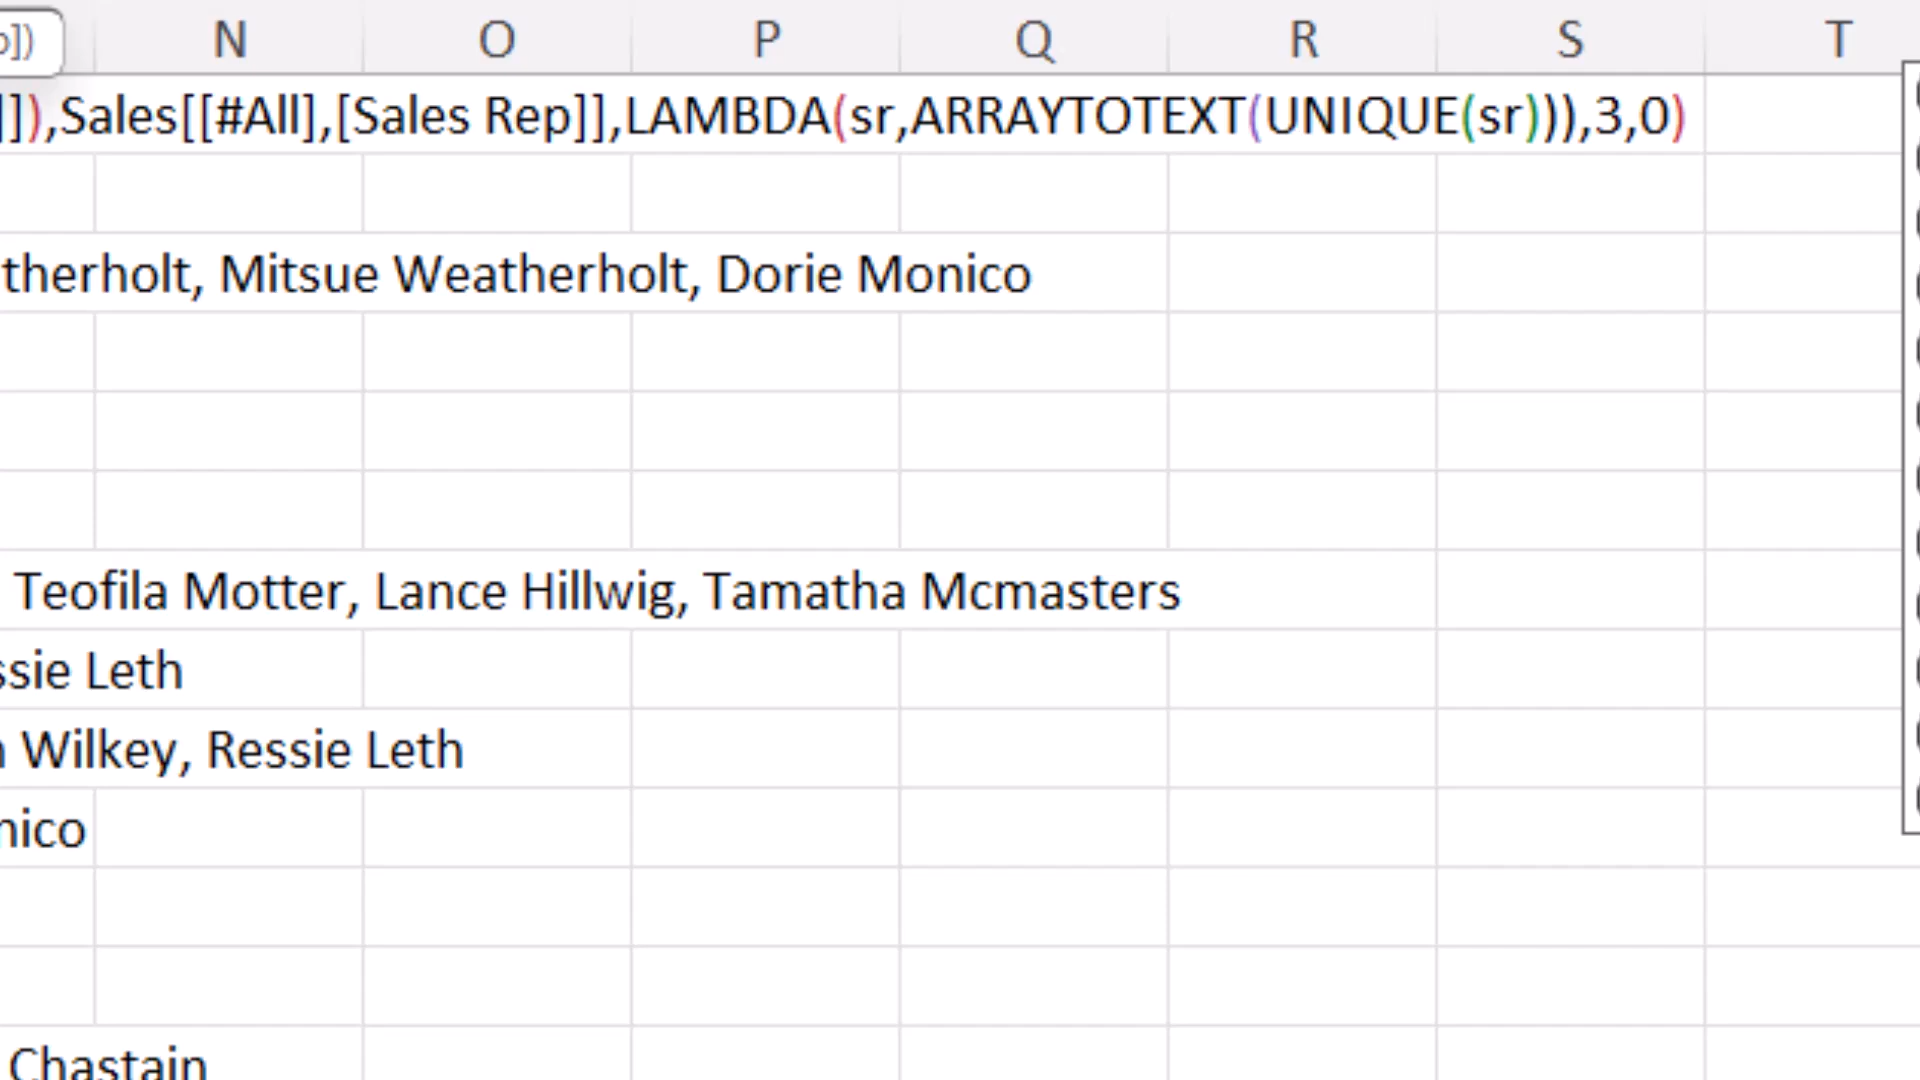 N O P Q R S T
]),Sales[[#All],[Sales Rep]],LAMBDA(sr,ARRAYTOTEXT(UNIQUE(sr))),3,0)
therholt, Mitsue Weatherholt, Dorie Monico
Teofila Motter, Lance Hillwig, Tamatha Mcmasters
ssie Leth
Wilkey, Ressie Leth
nico
Chastain